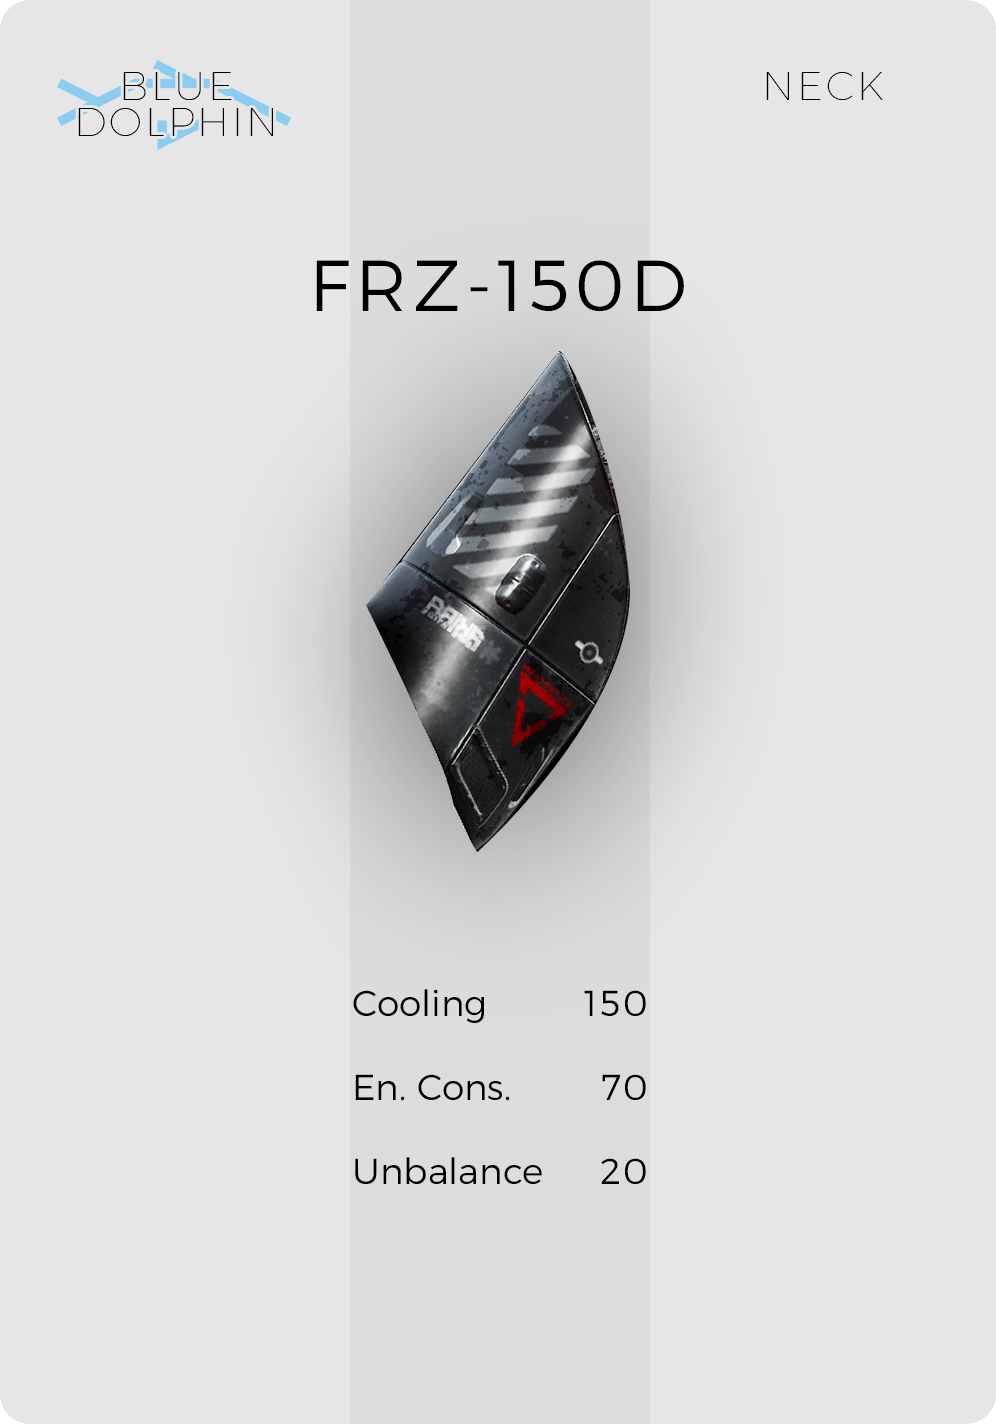 BLUE
DOLPHIN
NECK
FRZ-150D
Cooling 150
En. Cons. 70
Unbalance 20